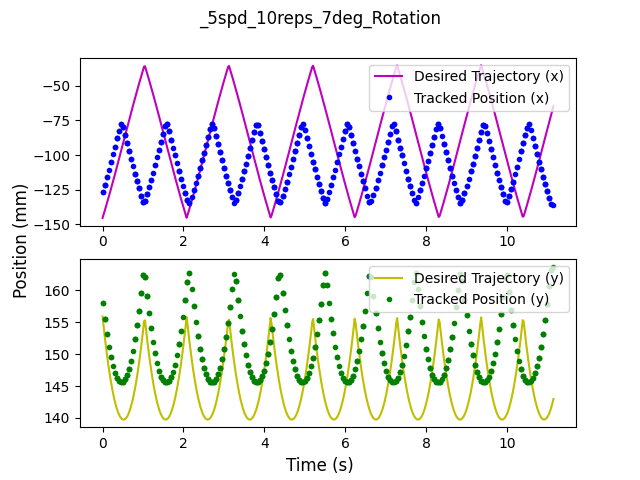 _5spd_10reps_7deg_Rotation
Desired Trajectory (x)
Tracked Position (x)
−50
−75
−100
−125
−150
0 2 4 6 8 10
Position (mm)
Desired Trajectory (y)
Tracked Position (y)
160
155
150
145
140
0 2 4 6 8 10
Time (s)